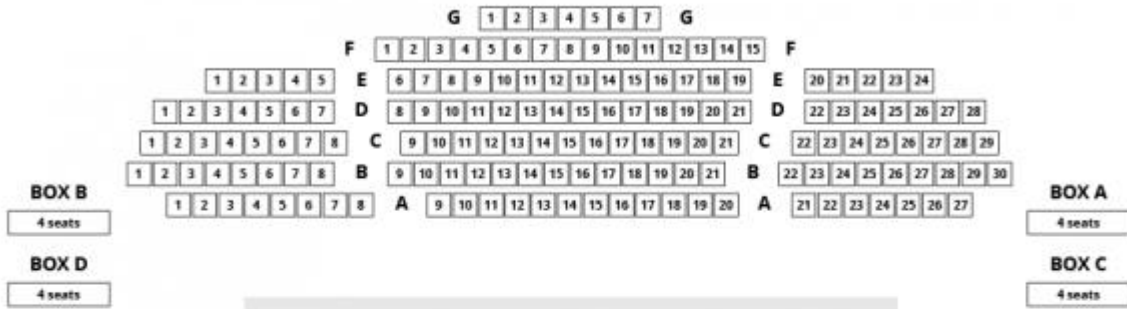 G 1 2 3 4 5 6 7 G
F 1 2 3 4 5 6 7 8 9 10 11 12 13 14 15 F
1 2 3 4 5 E 6 7 8 9 10 11 12 13 14 15 16 17 18 19 E 20 21 22 23 24
1 2 3 4 5 6 7 D 8 9 10 11 12 13 14 15 16 17 18 19 20 21 D 22 23 24 25 26 27 28
1 2 3 4 5 6 7 8 C 9 10 11 12 13 14 15 16 17 18 19 20 21 C 22 23 24 25 26 27 28 29
1 2 3 4 5 6 7 8 B 9 10 11 12 13 14 15 16 17 18 19 20 21 B 22 23 24 25 26 27 28 29 30
1 2 3 4 5 6 7 8 A 9 10 11 12 13 14 15 16 17 18 19 20 A 21 22 23 24 25 26 27
BOX B
4 seats
BOX A
4 seats
BOX D
4 seats
BOX C
4 seats